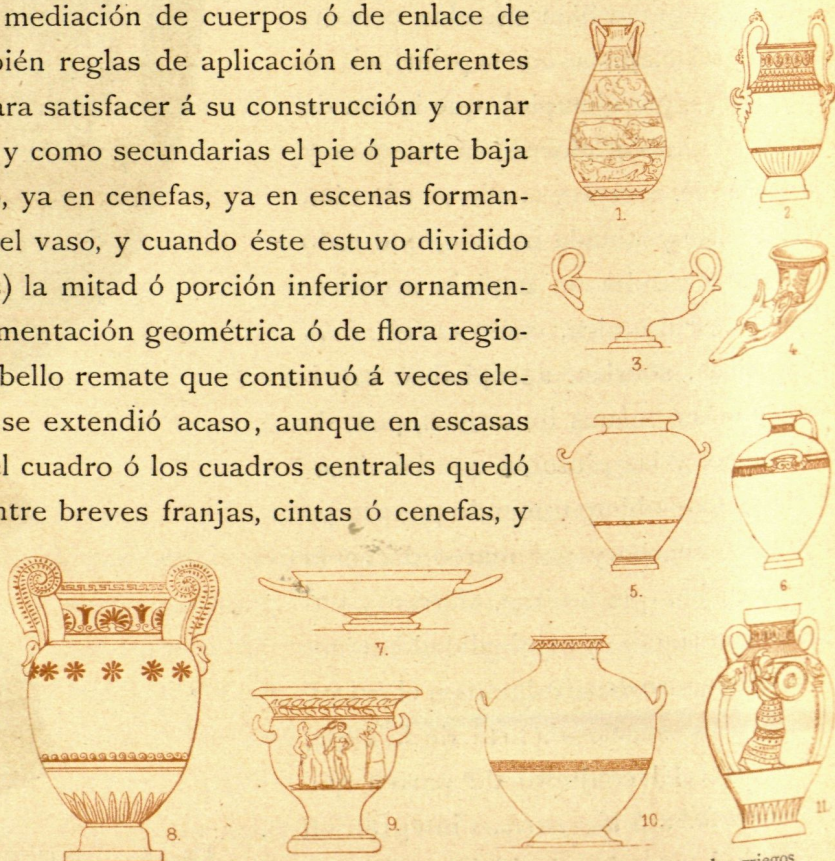 mediación de cuerpos ó de enlace de
bién reglas de aplicación en diferentes
ara satisfacer á su construcción y ornar
y como secundarias el pie ó parte baja
, ya en cenefas, ya en escenas forman-
el vaso, y cuando éste estuvo dividido
) la mitad ó porción inferior ornamen-
mentación geométrica ó de flora regio-
bello remate que continuó á veces ele-
se extendió acaso, aunque en escasas
l cuadro ó los cuadros centrales quedó
ntre breves franjas, cintas ó cenefas, y
1.
2.
3.
4.
5.
6.
7.
8.
9.
10.
11.
griegos